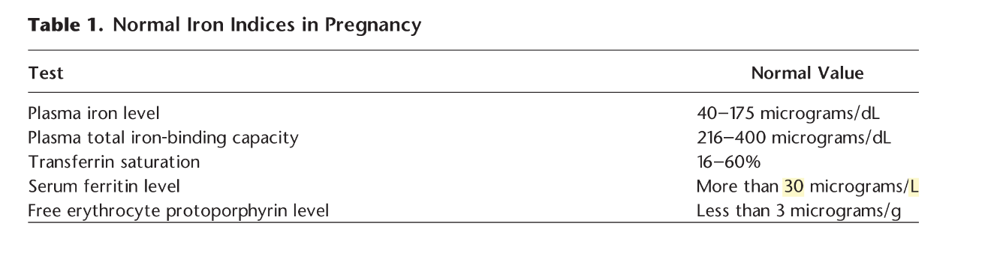 Table 1. Normal Iron Indices in Pregnancy
Test Normal Value
Plasma iron level 40–175 micrograms/dL
Plasma total iron-binding capacity 216–400 micrograms/dL
Transferrin saturation 16–60%
Serum ferritin level More than 30 micrograms/L
Free erythrocyte protoporphyrin level Less than 3 micrograms/g